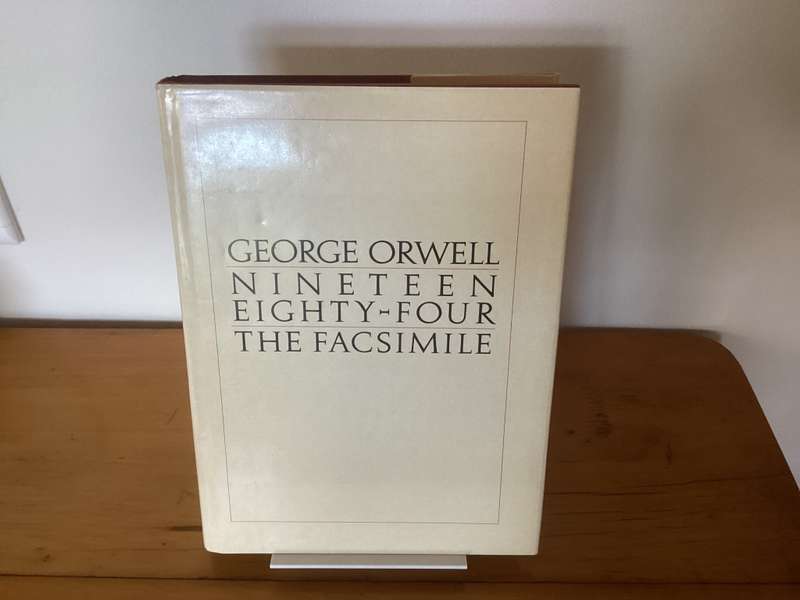 GEORGE ORWELL
NINETEEN
EIGHTY-FOUR
THE FACSIMILE